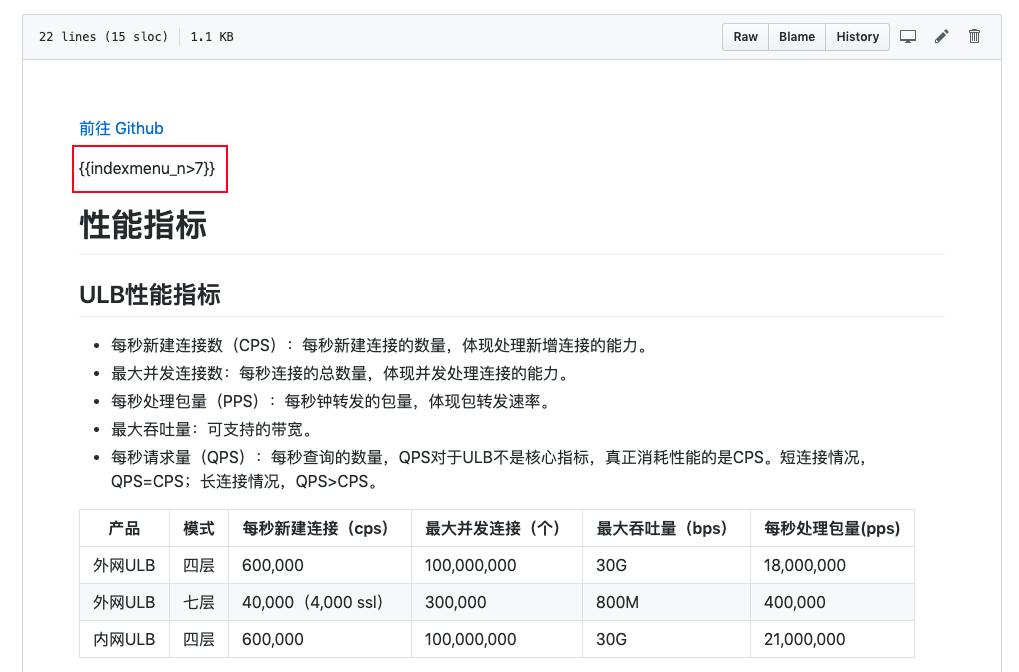 22 lines (15 sloc) 1.1 KB Raw Blame History
前往 Github
{{indexmenu_n>7}}
性能指标
ULB性能指标
• 每秒新建连接数（CPS）：每秒新建连接的数量，体现处理新增连接的能力。
• 最大并发连接数：每秒连接的总数量，体现并发处理连接的能力。
• 每秒处理包量（PPS）：每秒钟转发的包量，体现包转发速率。
• 最大吞吐量：可支持的带宽。
• 每秒请求量（QPS）：每秒查询的数量，QPS对于ULB不是核心指标，真正消耗性能的是CPS。短连接情况，
QPS=CPS；长连接情况，QPS>CPS。
产品 模式 每秒新建连接（cps） 最大并发连接（个） 最大吞吐量（bps） 每秒处理包量(pps)
外网ULB 四层 600,000 100,000,000 30G 18,000,000
外网ULB 七层 40,000（4,000 ssl） 300,000 800M 400,000
内网ULB 四层 600,000 100,000,000 30G 21,000,000